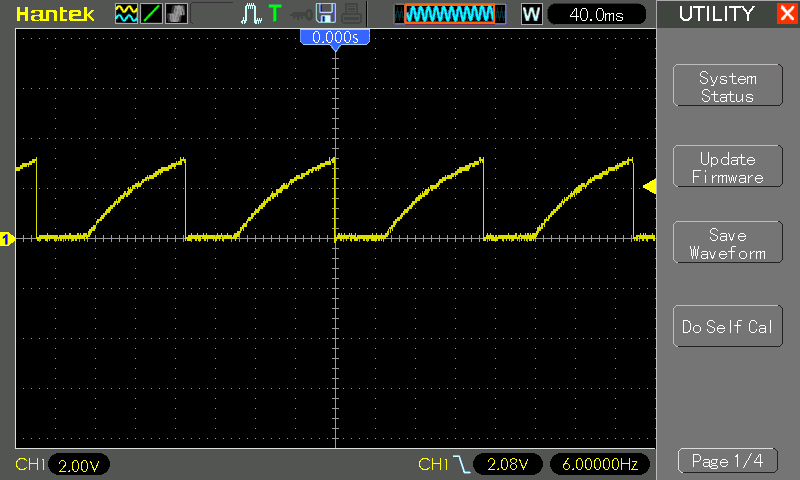 Hantek
T
W
40.0ms
UTILITY
0.000s
System
Status
Update
Firmware
Save
Waveform
Do Self Cal
1
CH1 2.00V
CH1 2.08V 6.00000Hz
Page 1/4